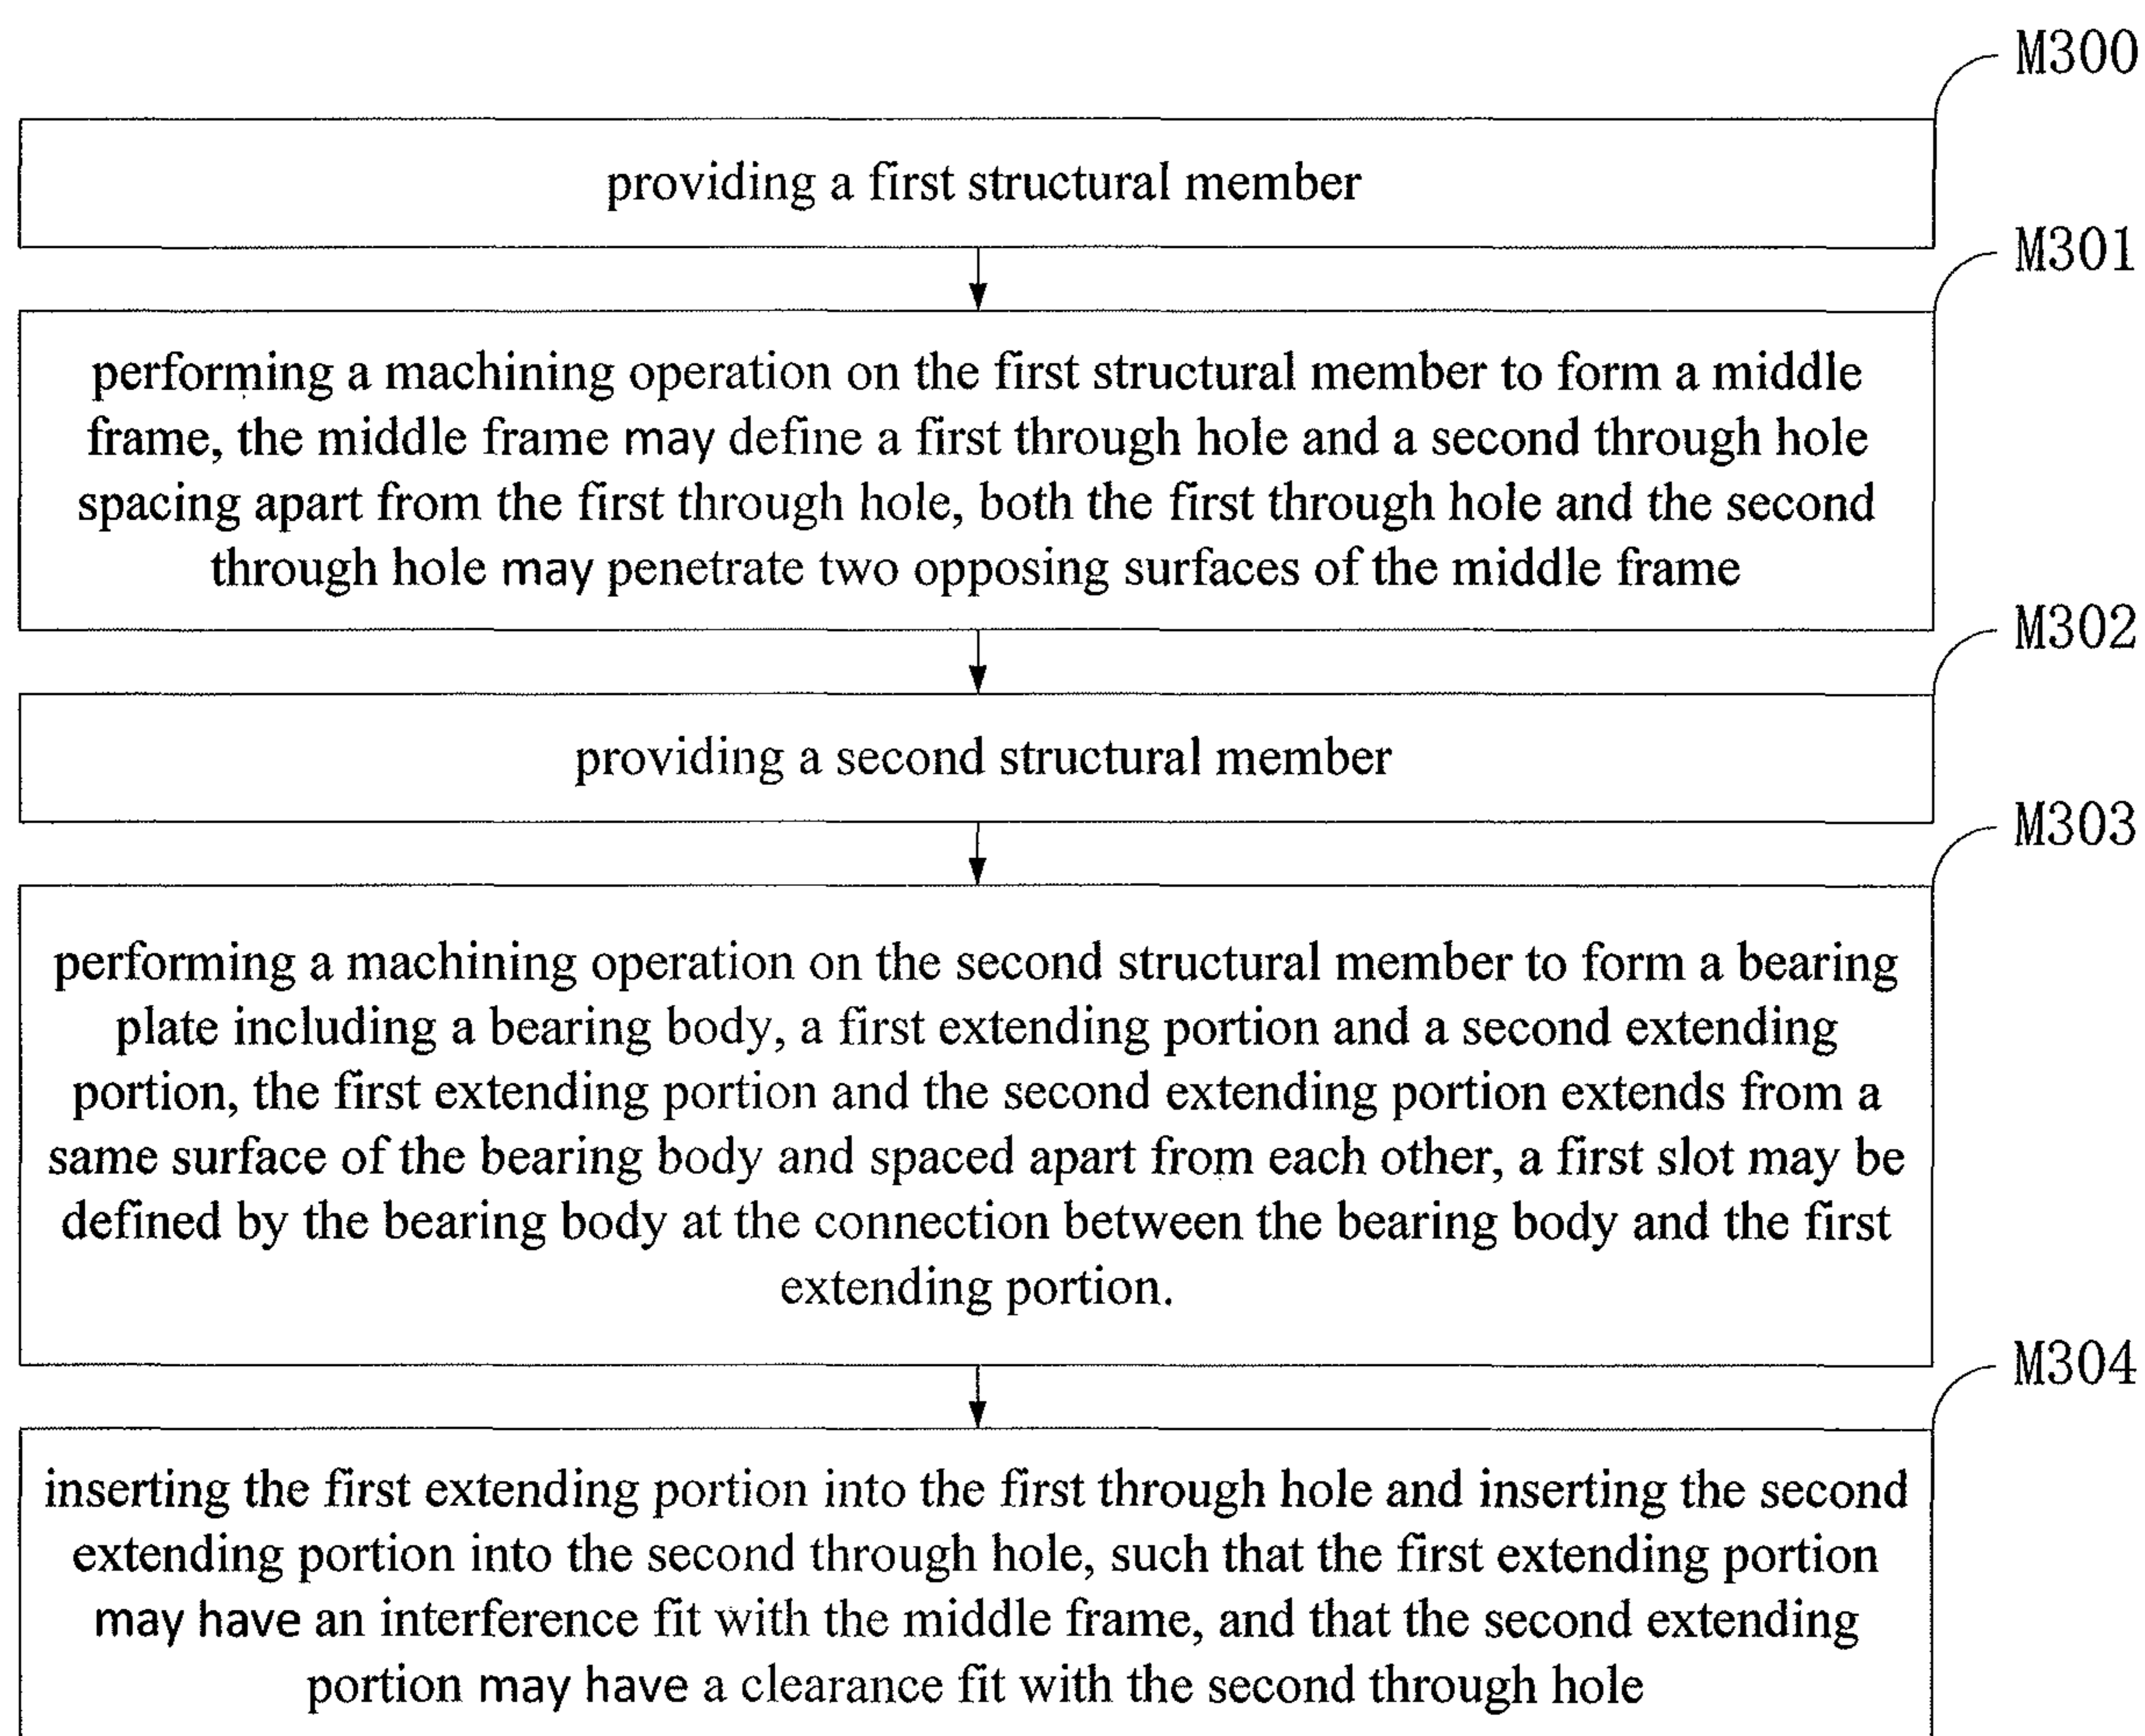 M300
providing a first structural member
M301
performing a machining operation on the first structural member to form a middle
frame, the middle frame may define a first through hole and a second through hole
spacing apart from the first through hole, both the first through hole and the second
through hole may penetrate two opposing surfaces of the middle frame
M302
providing a second structural member
M303
performing a machining operation on the second structural member to form a bearing
plate including a bearing body, a first extending portion and a second extending
portion, the first extending portion and the second extending portion extends from a
same surface of the bearing body and spaced apart from each other, a first slot may be
defined by the bearing body at the connection between the bearing body and the first
extending portion.
M304
inserting the first extending portion into the first through hole and inserting the second
extending portion into the second through hole, such that the first extending portion
may have an interference fit with the middle frame, and that the second extending
portion may have a clearance fit with the second through hole